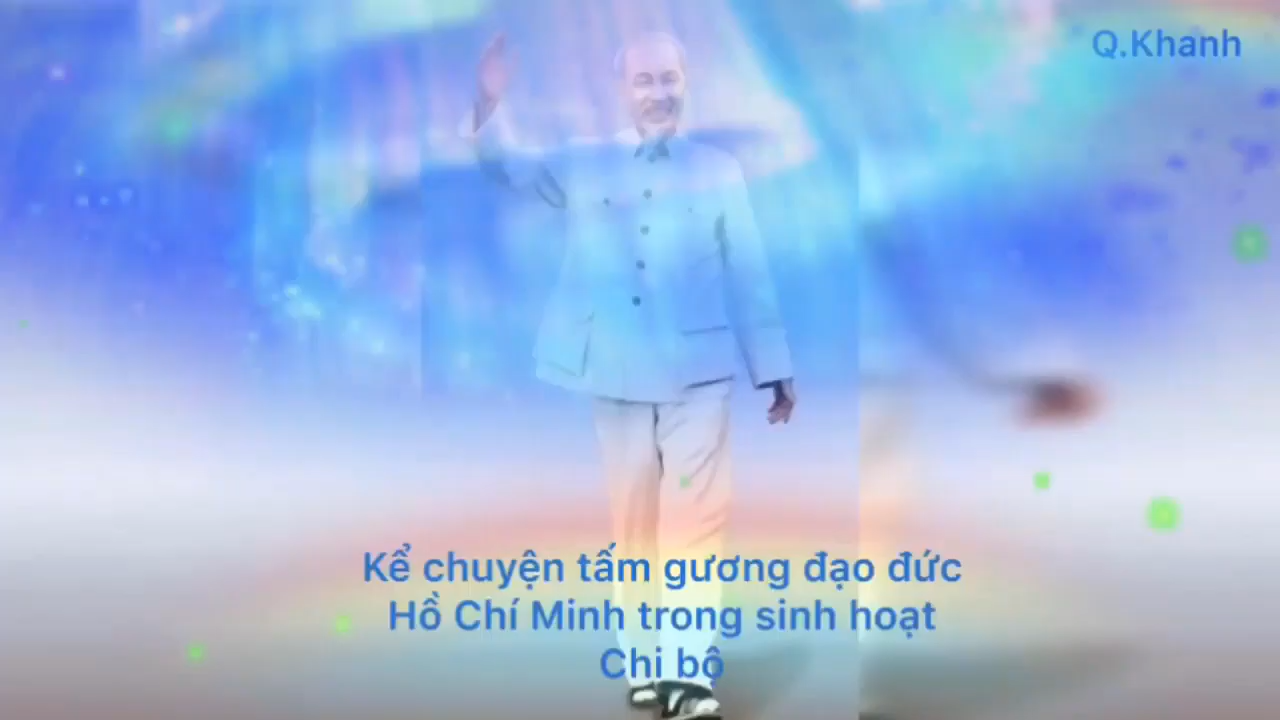 Q.Khanh
Kể chuyện tấm gương đạo đức
Hồ Chí Minh trong sinh hoạt
Chi bộ